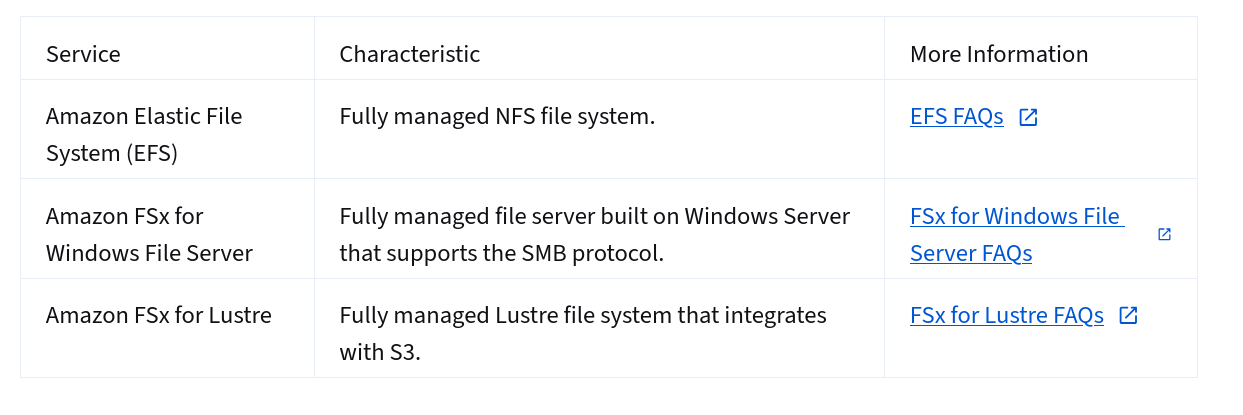 Service
Characteristic
More Information
Amazon Elastic File
System (EFS)
Fully managed NFS file system.
EFS FAQs
Amazon FSx for
Windows File Server
Fully managed file server built on Windows Server
that supports the SMB protocol.
FSx for Windows File
Server FAQs
Amazon FSx for Lustre
Fully managed Lustre file system that integrates
with S3.
FSx for Lustre FAQs